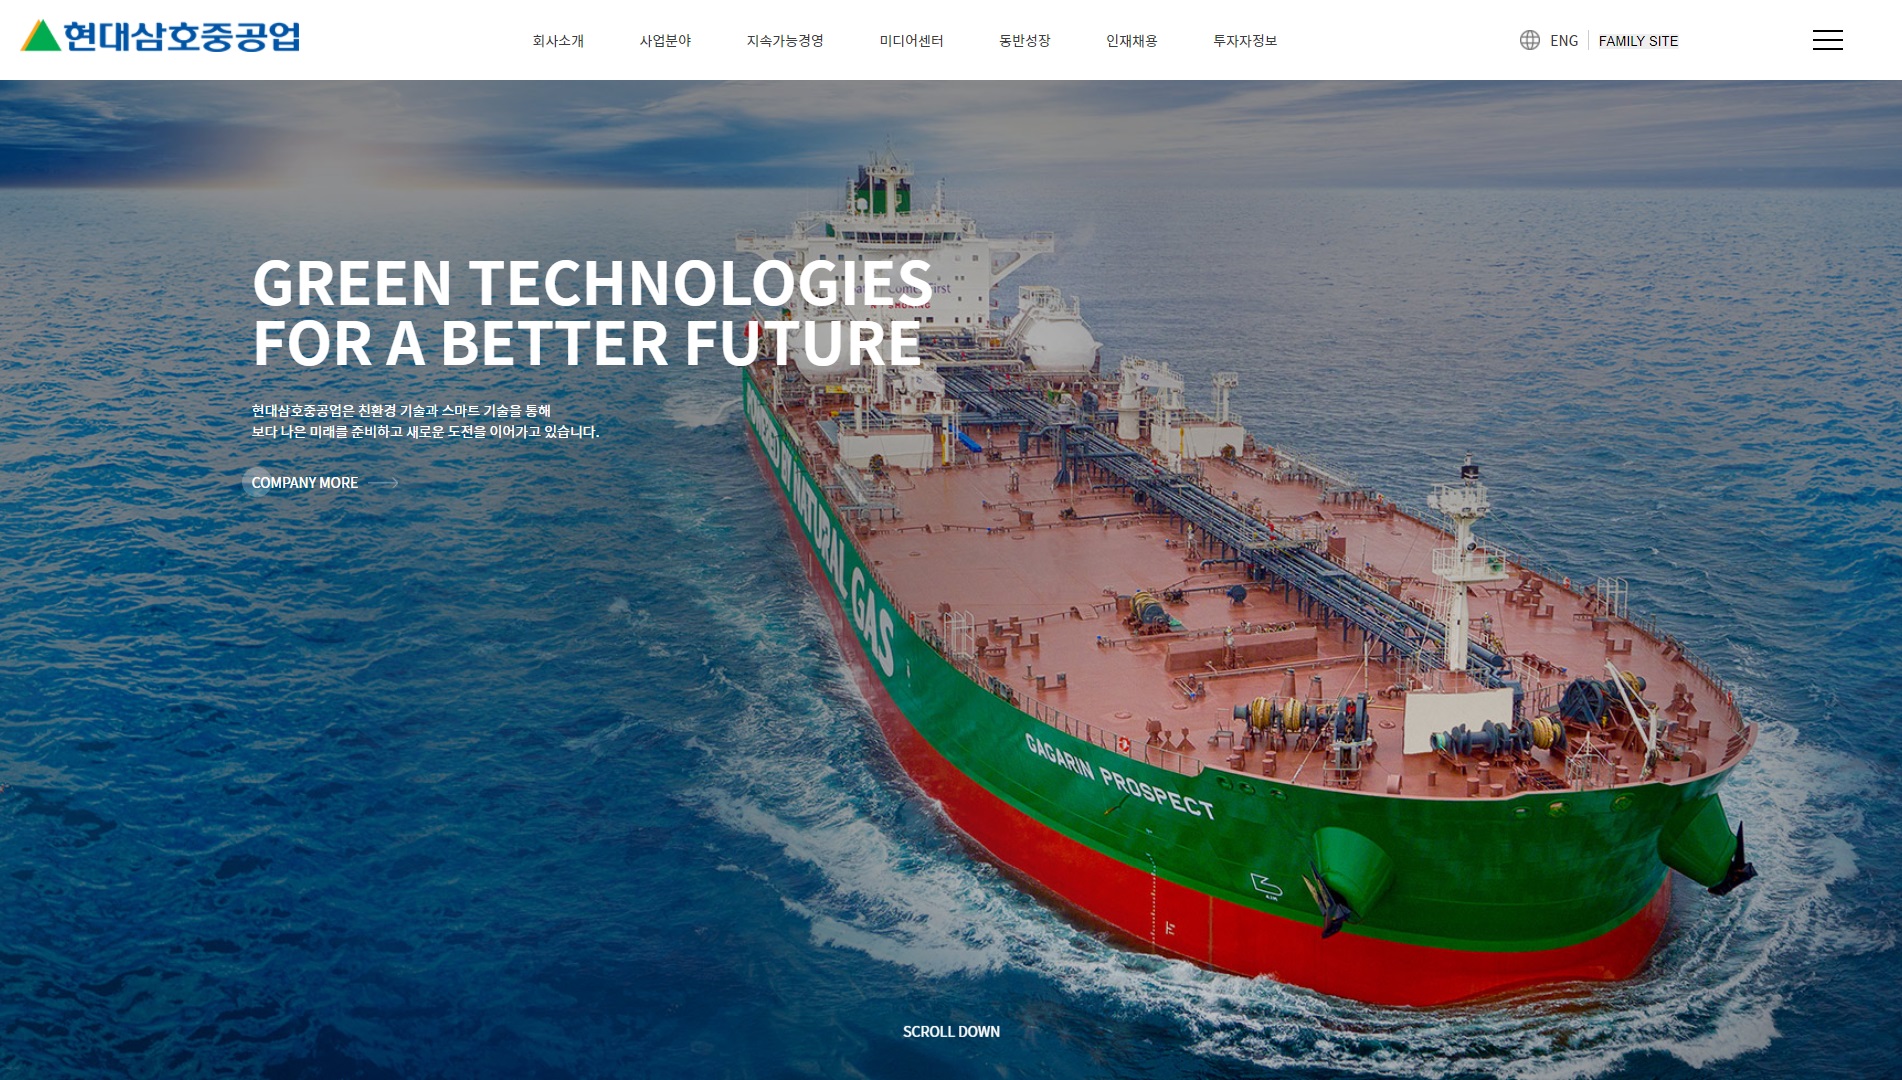 현대삼호중공업
회사소개 사업분야 지속가능경영 미디어센터 동반성장 인재채용 투자자정보
ENG FAMILY SITE
GREEN TECHNOLOGIES
FOR A BETTER FUTURE
현대삼호중공업은 친환경 기술과 스마트 기술을 통해
보다 나은 미래를 준비하고 새로운 도전을 이어가고 있습니다.
COMPANY MORE
POWERED BY NATURAL GAS
GAGARIN PROSPECT
SCROLL DOWN